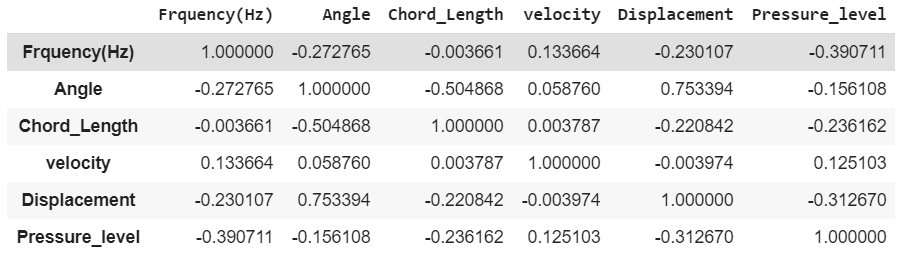 Frquency(Hz) Angle Chord_Length velocity Displacement Pressure_level
Frquency(Hz) 1.000000 -0.272765 -0.003661 0.133664 -0.230107 -0.390711
Angle -0.272765 1.000000 -0.504868 0.058760 0.753394 -0.156108
Chord_Length -0.003661 -0.504868 1.000000 0.003787 -0.220842 -0.236162
velocity 0.133664 0.058760 0.003787 1.000000 -0.003974 0.125103
Displacement -0.230107 0.753394 -0.220842 -0.003974 1.000000 -0.312670
Pressure_level -0.390711 -0.156108 -0.236162 0.125103 -0.312670 1.000000